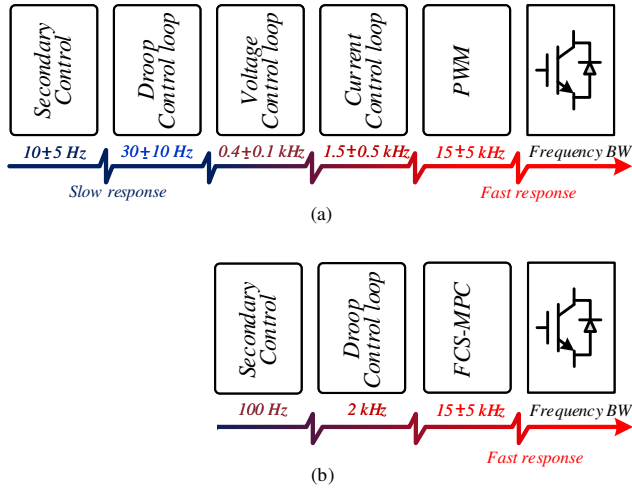 Secondary
Control
Droop
Control loop
Voltage
Control loop
Current
Control loop
PWM
10±5 Hz
30±10 Hz
0.4±0.1 kHz
1.5±0.5 kHz
15±5 kHz
Frequency BW
Slow response
Fast response
(a)
Secondary
Control
Droop
Control loop
FCS-MPC
100 Hz
2 kHz
15±5 kHz
Frequency BW
Fast response
(b)